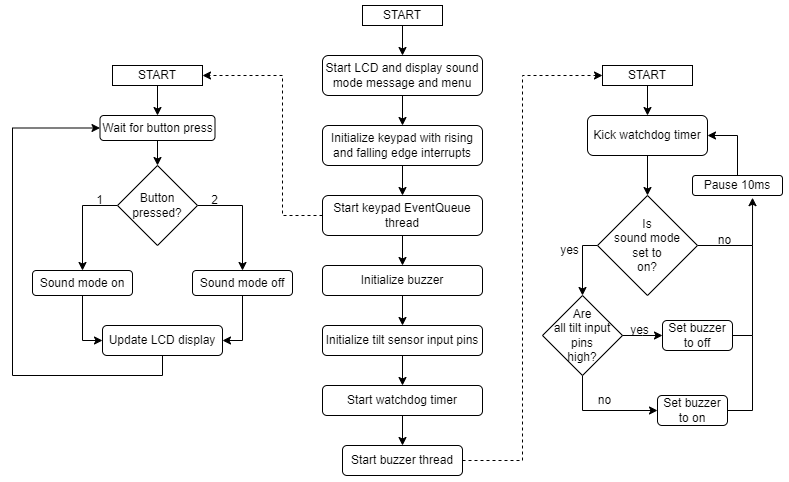 START
Start LCD and display sound
mode message and menu
Initialize keypad with rising
and falling edge interrupts
Start keypad EventQueue
thread
Initialize buzzer
Initialize tilt sensor input pins
Start watchdog timer
Start buzzer thread
START
Wait for button press
Button
pressed?
1
2
Sound mode on
Sound mode off
Update LCD display
START
Kick watchdog timer
Pause 10ms
Is
sound mode
set to
on?
yes
no
Are
all tilt input
pins
high?
yes
Set buzzer
to off
no
Set buzzer
to on